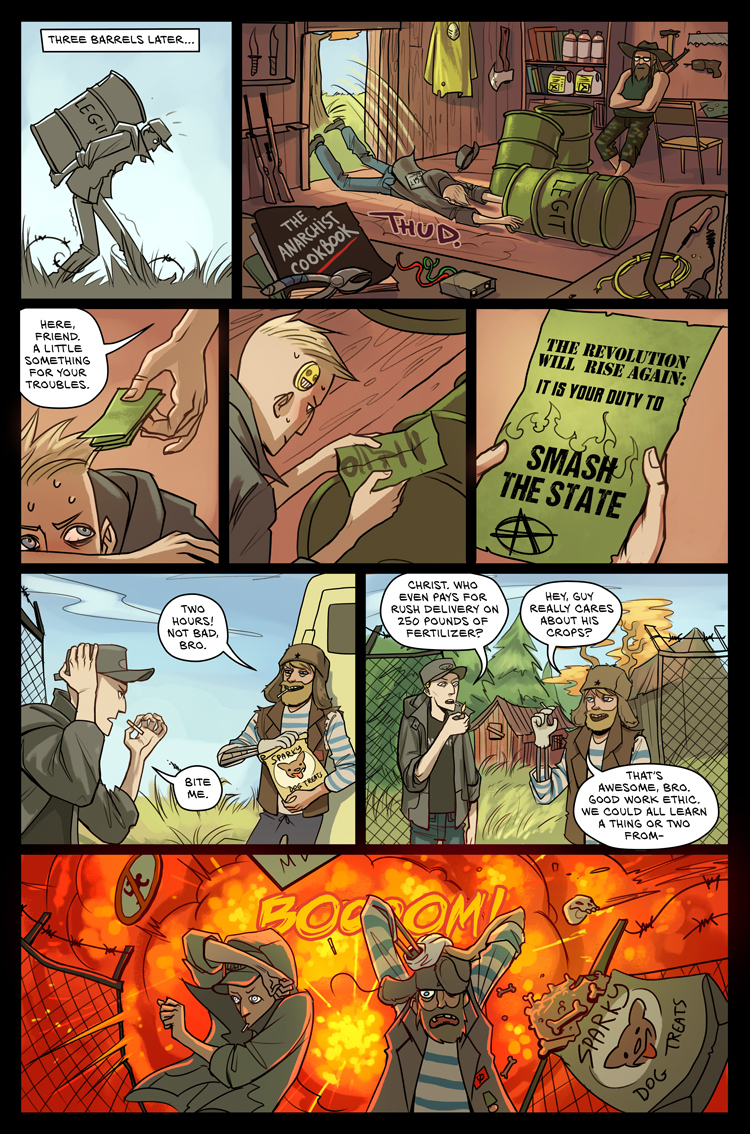 THREE BARRELS LATER...
LEGIT
LEGIT
THE
ANARCHIST
COOKBOOK
THUD.
HERE,
FRIEND.
A LITTLE
SOMETHING
FOR YOUR
TROUBLES.
THE REVOLUTION
WILL RISE AGAIN:
IT IS YOUR DUTY TO
SMASH
THE STATE
TWO
HOURS!
NOT BAD,
BRO.
SPARKY
DOG TREATS
BITE
ME.
CHRIST. WHO
EVEN PAYS FOR
RUSH DELIVERY ON
250 POUNDS OF
FERTILIZER?
HEY, GUY
REALLY CARES
ABOUT HIS
CROPS?
THAT'S
AWESOME, BRO.
GOOD WORK ETHIC.
WE COULD ALL LEARN
A THING OR TWO
FROM-
BOOOOM!
SPARKY
DOG TREATS